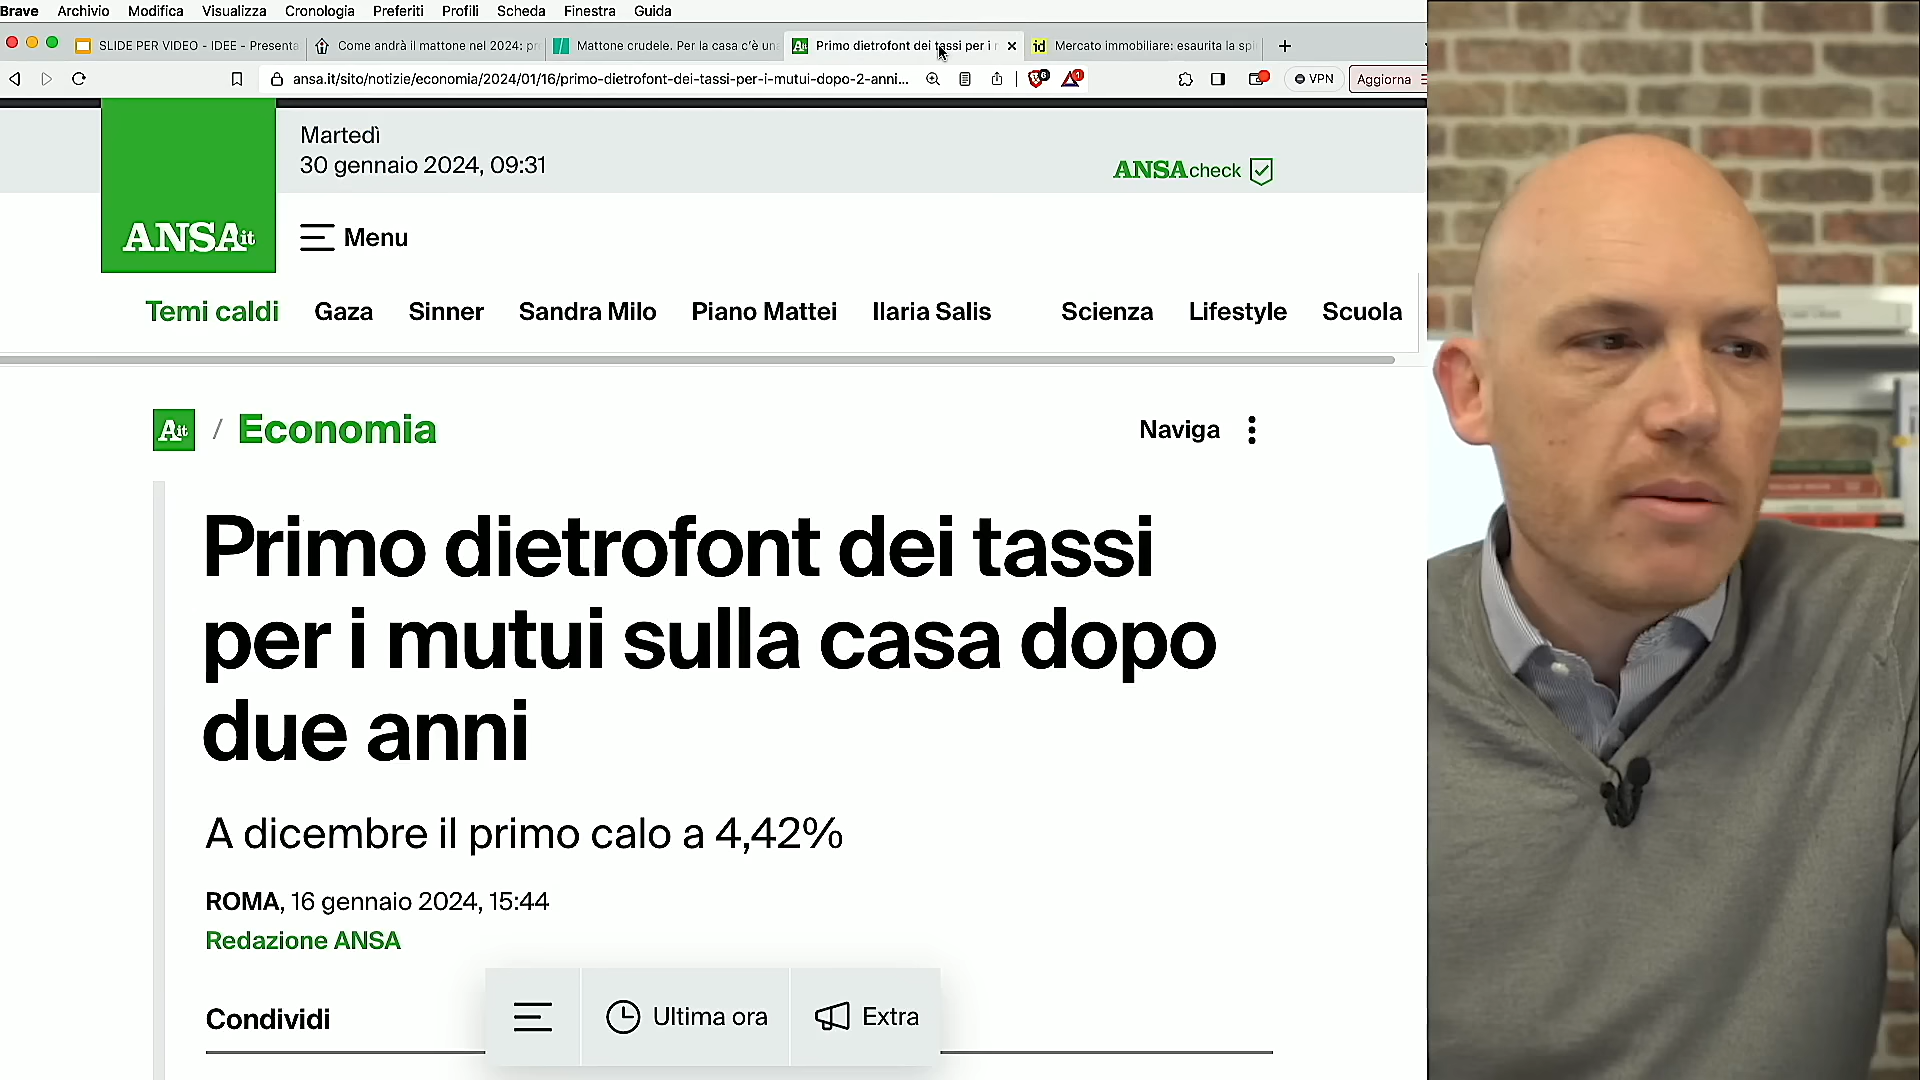 Brave Archivio Modifica Visualizza Cronologia Preferiti Profili Scheda Finestra Guida
SLIDE PER VIDEO - IDEE - Presenta Come andrà il mattone nel 2024: pr Mattone crudele. Per la casa c'è un Primo dietrofont dei tassi per i Mercato immobiliare: esaurita la spi
ansa.it/sito/notizie/economia/2024/01/16/primo-dietrofont-dei-tassi-per-i-mutui-dopo-2-anni... VPN Aggiorna
Martedì
30 gennaio 2024, 09:31
ANSAcheck
ANSAit
Menu
Temi caldi Gaza Sinner Sandra Milo Piano Mattei Ilaria Salis Scienza Lifestyle Scuola
Ait / Economia
Naviga
Primo dietrofont dei tassi
per i mutui sulla casa dopo
due anni
A dicembre il primo calo a 4,42%
ROMA, 16 gennaio 2024, 15:44
Redazione ANSA
Condividi
Ultima ora
Extra